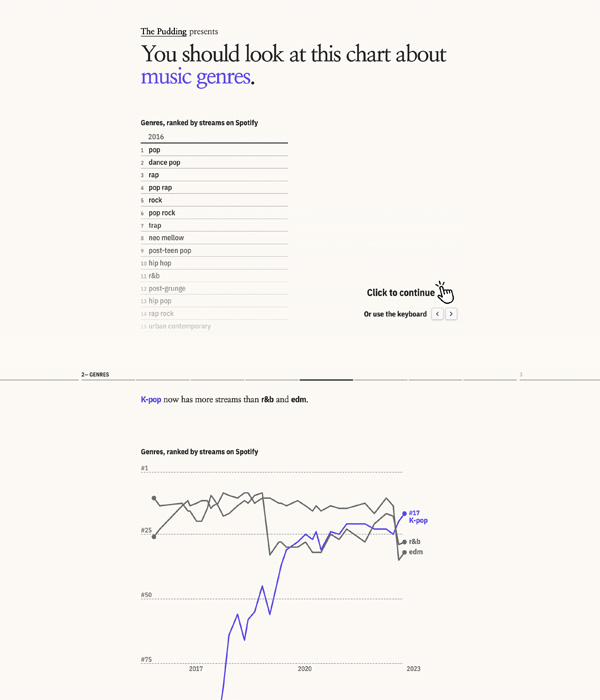 The Pudding presents
You should look at this chart about
music genres.
Genres, ranked by streams on Spotify
2016
1 pop
2 dance pop
3 rap
4 pop rap
5 rock
6 pop rock
7 trap
8 neo mellow
9 post-teen pop
10 hip hop
11 r&b
12 post-grunge
13 hip pop
14 rap rock
15 urban contemporary
Click to continue
Or use the keyboard < >
2— GENRES
3
K-pop now has more streams than r&b and edm.
Genres, ranked by streams on Spotify
#1
#17
K-pop
#25
r&b
edm
#50
#75
2017 2020 2023